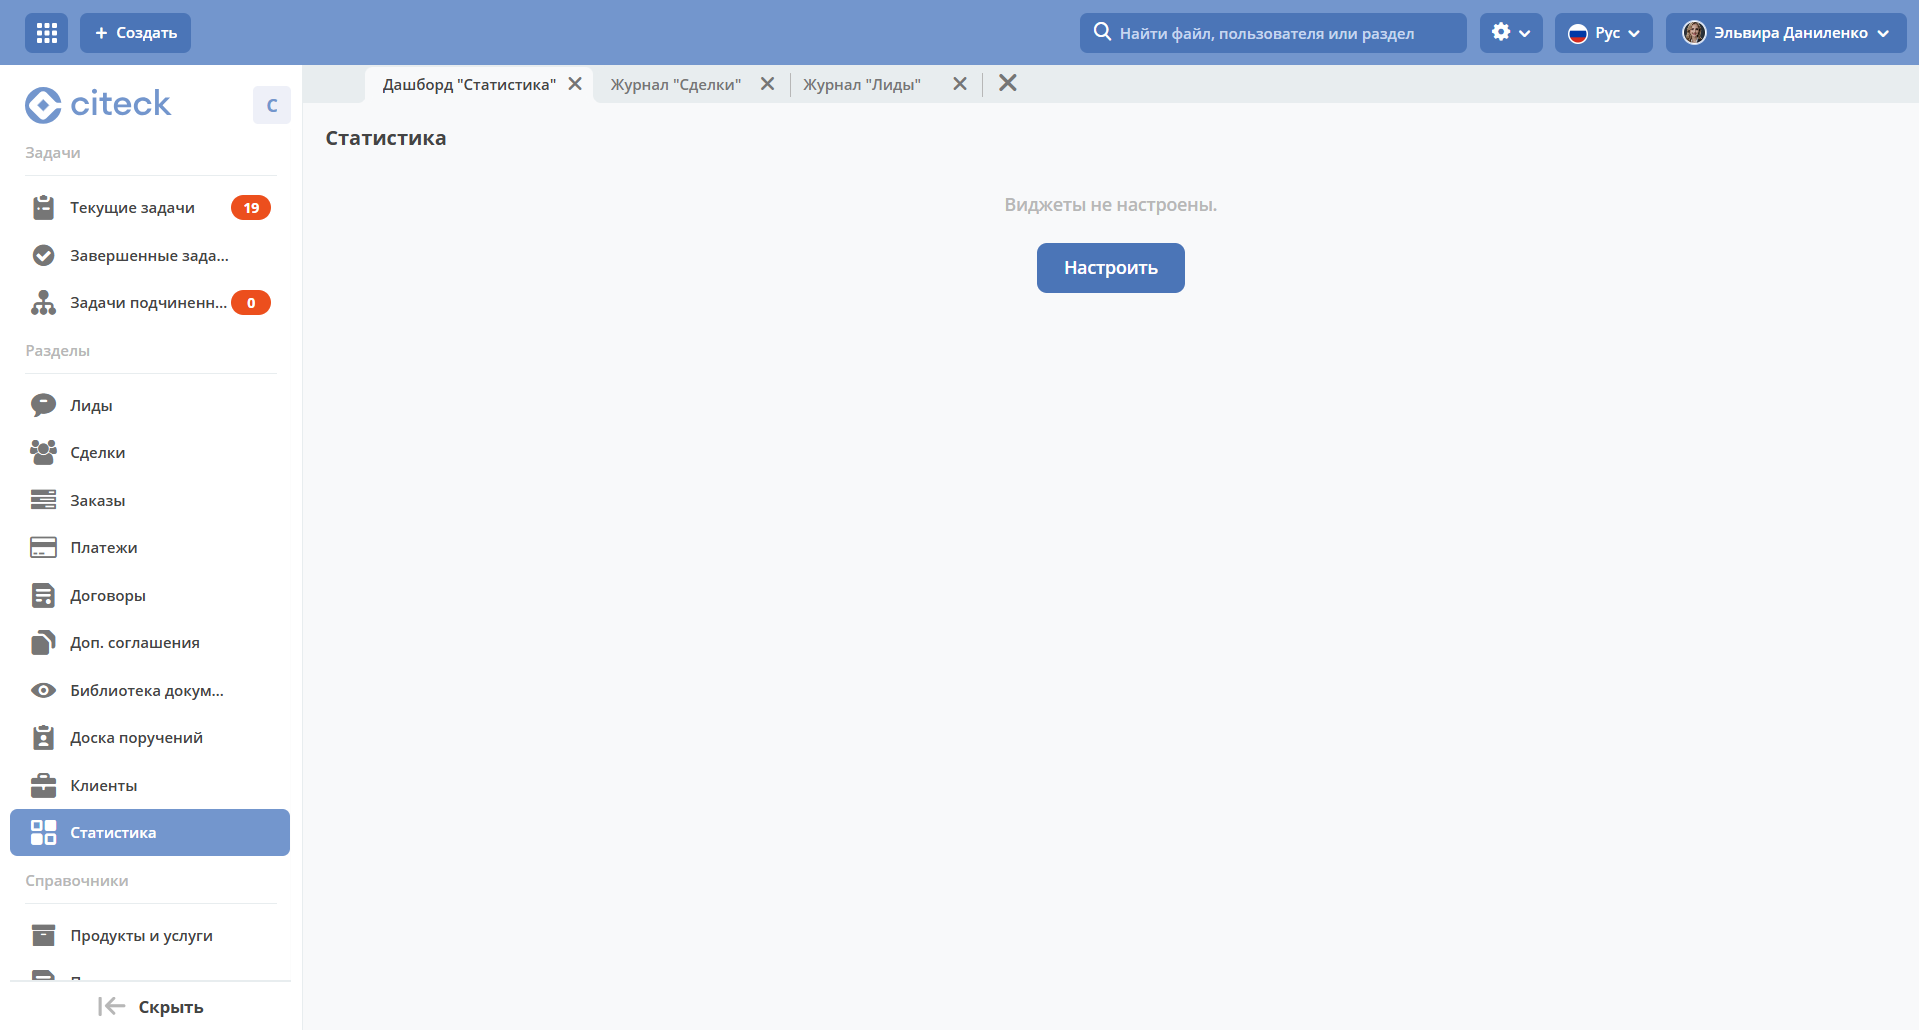 + Создать
Найти файл, пользователя или раздел
Рус
Эльвира Даниленко
citeck
С
Дашборд "Статистика"
Журнал "Сделки"
Журнал "Лиды"
Задачи
Текущие задачи 19
Завершенные зада...
Задачи подчиненн... 0
Разделы
Лиды
Сделки
Заказы
Платежи
Договоры
Доп. соглашения
Библиотека докум...
Доска поручений
Клиенты
Статистика
Справочники
Продукты и услуги
Скрыть
Статистика
Виджеты не настроены.
Настроить